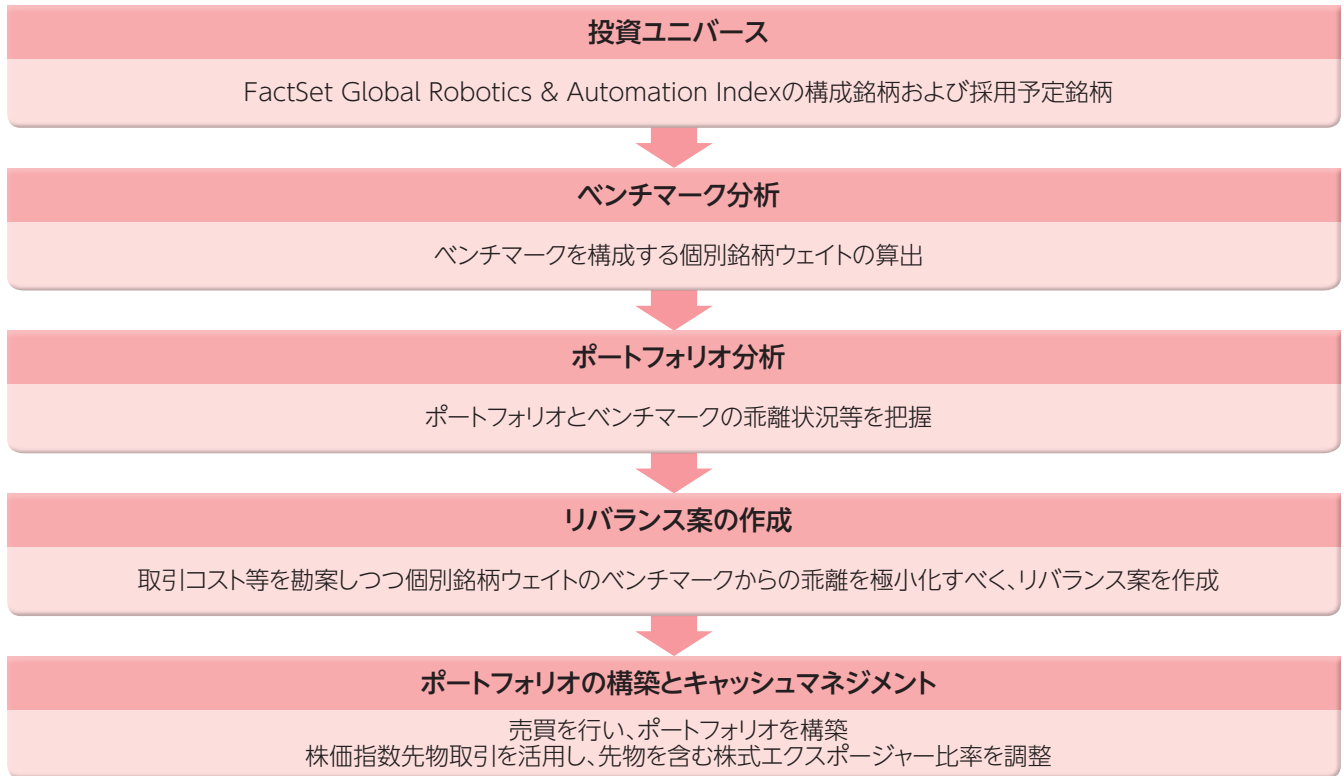 投資ユニバース
FactSet Global Robotics & Automation Indexの構成銘柄および採用予定銘柄
ベンチマーク分析
ベンチマークを構成する個別銘柄ウェイトの算出
ポートフォリオ分析
ポートフォリオとベンチマークの乖離状況等を把握
リバランス案の作成
取引コスト等を勘案しつつ個別銘柄ウェイトのベンチマークからの乖離を極小化すべく、リバランス案を作成
ポートフォリオの構築とキャッシュマネジメント
売買を行い、ポートフォリオを構築
株価指数先物取引を活用し、先物を含む株式エクスポージャー比率を調整